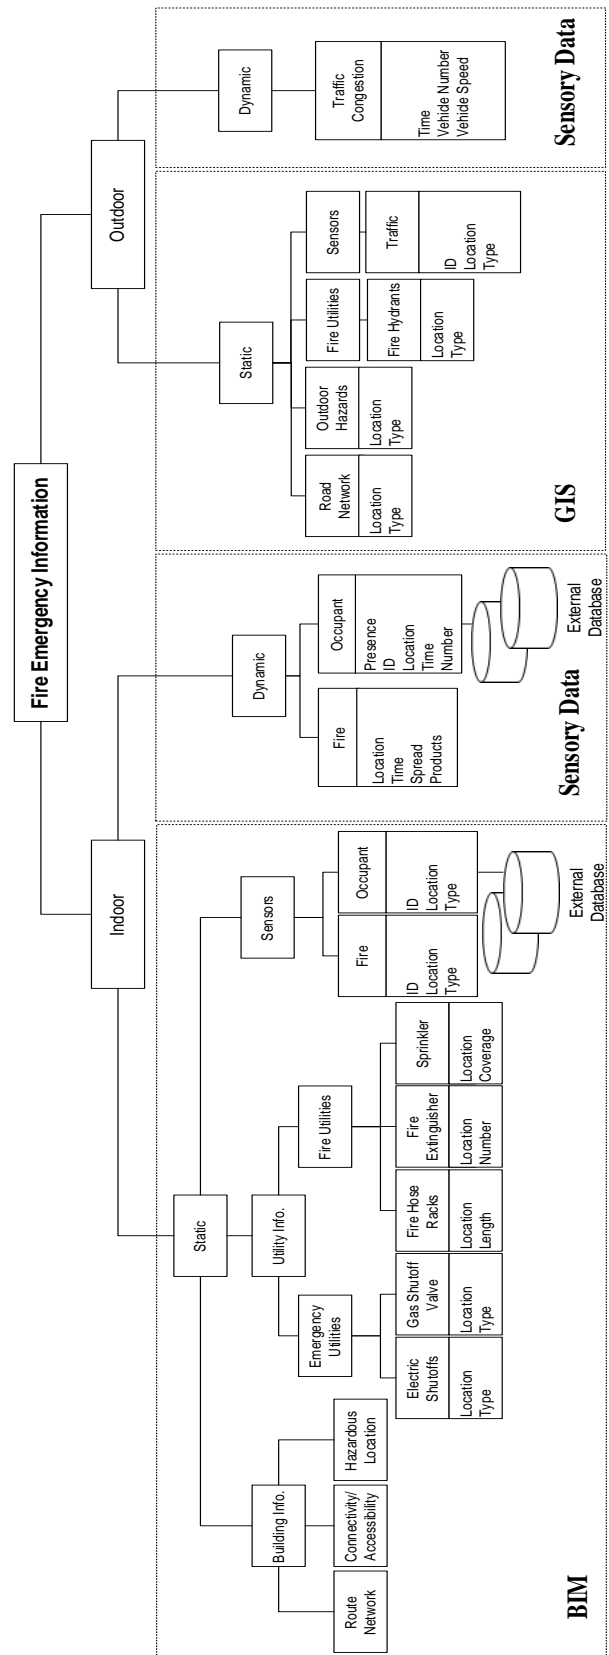 Fire Emergency Information
Indoor
Outdoor
Static
Dynamic
Static
Dynamic
Building Info.
Utility Info.
Sensors
Route
Network
Connectivity/
Accessibility
Hazardous
Location
Emergency
Utilities
Fire Utilities
Electric
Shutoffs
Location
Type
Gas Shutoff
Valve
Location
Type
Fire Hose
Racks
Location
Length
Fire
Extinguisher
Location
Number
Sprinkler
Location
Coverage
Fire
ID
Location
Type
Occupant
ID
Location
Type
External
Database
BIM
Fire
Location
Time
Spread
Products
Occupant
Presence
ID
Location
Time
Number
External
Database
Sensory Data
Road
Network
Location
Type
Outdoor
Hazards
Location
Type
Fire Utilities
Fire Hydrants
Location
Type
Sensors
Traffic
ID
Location
Type
GIS
Traffic
Congestion
Time
Vehicle Number
Vehicle Speed
Sensory Data